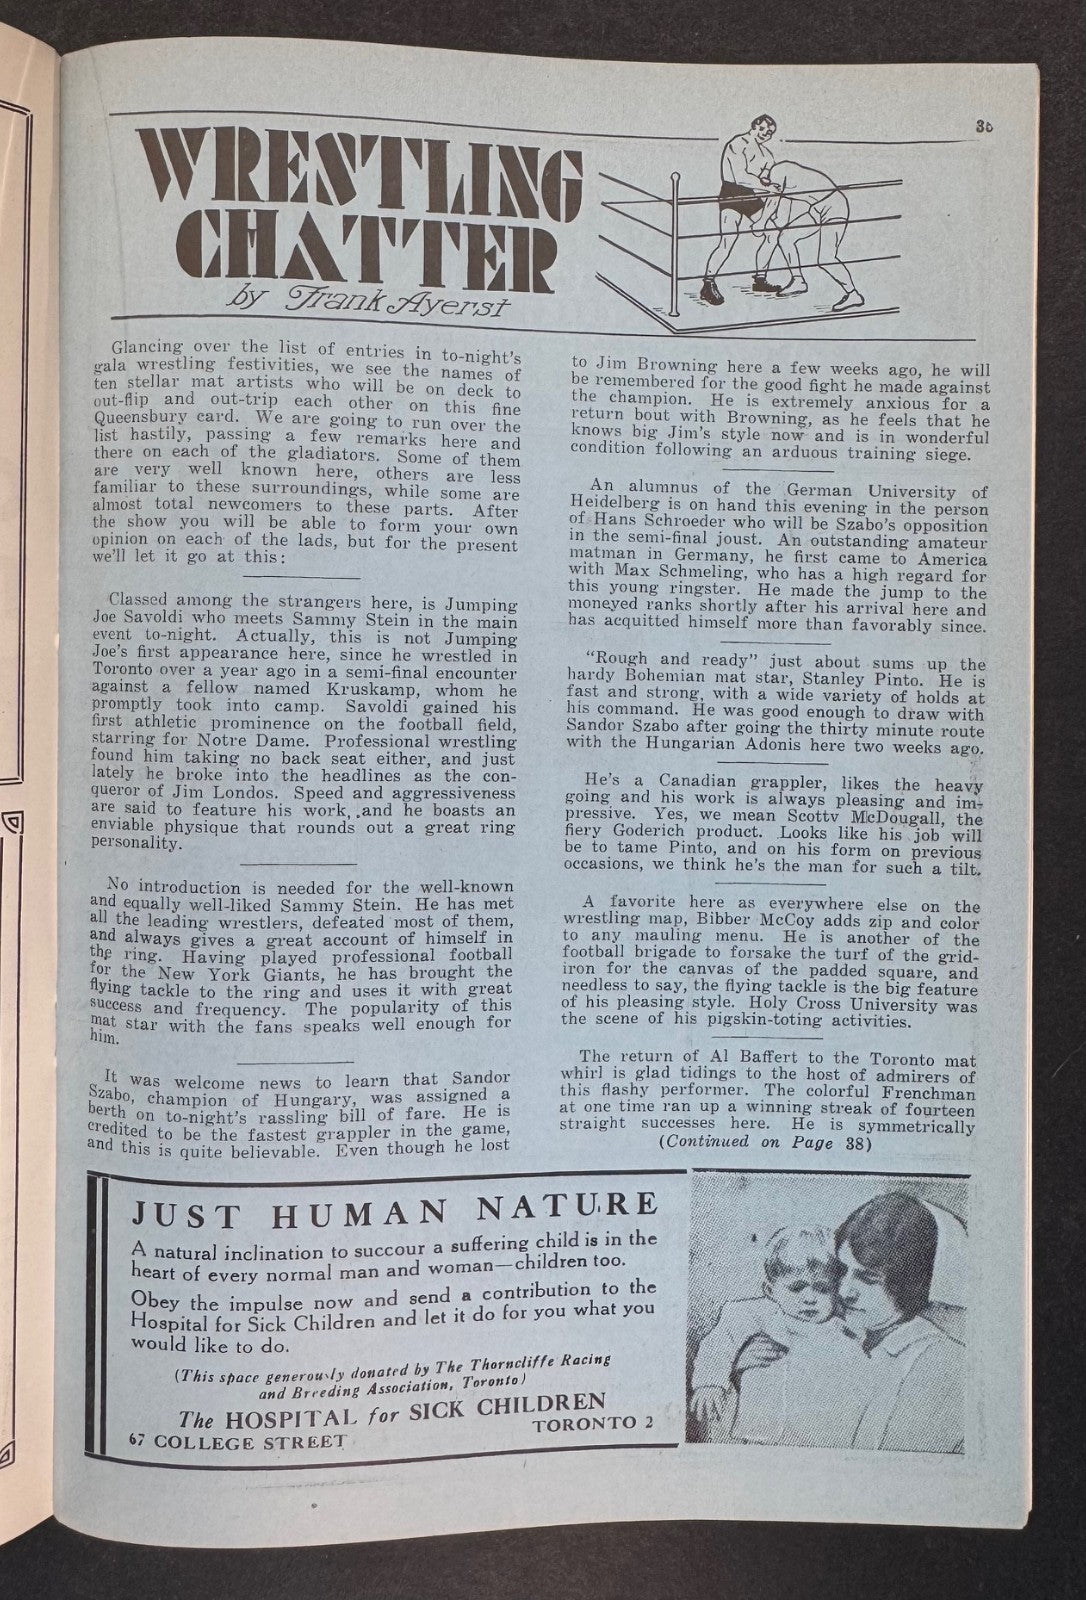 WRESTLING
CHATTER
by Frank Ayerst
Glancing over the list of entries in to-night's
gala wrestling festivities, we see the names of
ten stellar mat artists who will be on deck to
out-flip and out-trip each other on this fine
Queensbury card. We are going to run over the
list hastily, passing a few remarks here and
there on each of the gladiators. Some of them
are very well known here, others are less
familiar to these surroundings, while some are
almost total newcomers to these parts. After
the show you will be able to form your own
opinion on each of the lads, but for the present
we'll let it go at this:
Classed among the strangers here, is Jumping
Joe Savoldi who meets Sammy Stein in the main
event to-night. Actually, this is not Jumping
Joe's first appearance here, since he wrestled in
Toronto over a year ago in a semi-final encounter
against a fellow named Kruskamp, whom he
promptly took into camp. Savoldi gained his
first athletic prominence on the football field,
starring for Notre Dame. Professional wrestling
found him taking no back seat either, and just
lately he broke into the headlines as the con-
queror of Jim Londos. Speed and aggressiveness
are said to feature his work, .and he boasts an
enviable physique that rounds out a great ring
personality.
No introduction is needed for the well-known
and equally well-liked Sammy Stein. He has met
all the leading wrestlers, defeated most of them,
and always gives a great account of himself in
the ring. Having played professional football
for the New York Giants, he has brought the
flying tackle to the ring and uses it with great
success and frequency. The popularity of this
mat star with the fans speaks well enough for
him.
It was welcome news to learn that Sandor
Szabo, champion of Hungary, was assigned a
berth on to-night's rassling bill of fare. He is
credited to be the fastest grappler in the game,
and this is quite believable. Even though he lost
to Jim Browning here a few weeks ago, he will
be remembered for the good fight he made against
the champion. He is extremely anxious for a
return bout with Browning, as he feels that he
knows big Jim's style now and is in wonderful
condition following an arduous training siege.
An alumnus of the German University of
Heidelberg is on hand this evening in the person
of Hans Schroeder who will be Szabo's opposition
in the semi-final joust. An outstanding amateur
matman in Germany, he first came to America
with Max Schmeling, who has a high regard for
this young ringster. He made the jump to the
moneyed ranks shortly after his arrival here and
has acquitted himself more than favorably since.
"Rough and ready" just about sums up the
hardy Bohemian mat star, Stanley Pinto. He is
fast and strong, with a wide variety of holds at
his command. He was good enough to draw with
Sandor Szabo after going the thirty minute route
with the Hungarian Adonis here two weeks ago.
He's a Canadian grappler, likes the heavy
going and his work is always pleasing and im-
pressive. Yes, we mean Scotty McDougall, the
fiery Goderich product. Looks like his job will
be to tame Pinto, and on his form on previous
occasions, we think he's the man for such a tilt.
A favorite here as everywhere else on the
wrestling map, Bibber McCoy adds zip and color
to any mauling menu. He is another of the
football brigade to forsake the turf of the grid-
iron for the canvas of the padded square, and
needless to say, the flying tackle is the big feature
of his pleasing style. Holy Cross University was
the scene of his pigskin-toting activities.
The return of Al Baffert to the Toronto mat
whirl is glad tidings to the host of admirers of
this flashy performer. The colorful Frenchman
at one time ran up a winning streak of fourteen
straight successes here. He is symmetrically
(Continued on Page 38)
JUST HUMAN NATURE
A natural inclination to succour a suffering child is in the
heart of every normal man and woman—children too.
Obey the impulse now and send a contribution to the
Hospital for Sick Children and let it do for you what you
would like to do.
(This space generously donated by The Thorncliffe Racing
and Breeding Association, Toronto)
The HOSPITAL for SICK CHILDREN
67 COLLEGE STREET TORONTO 2